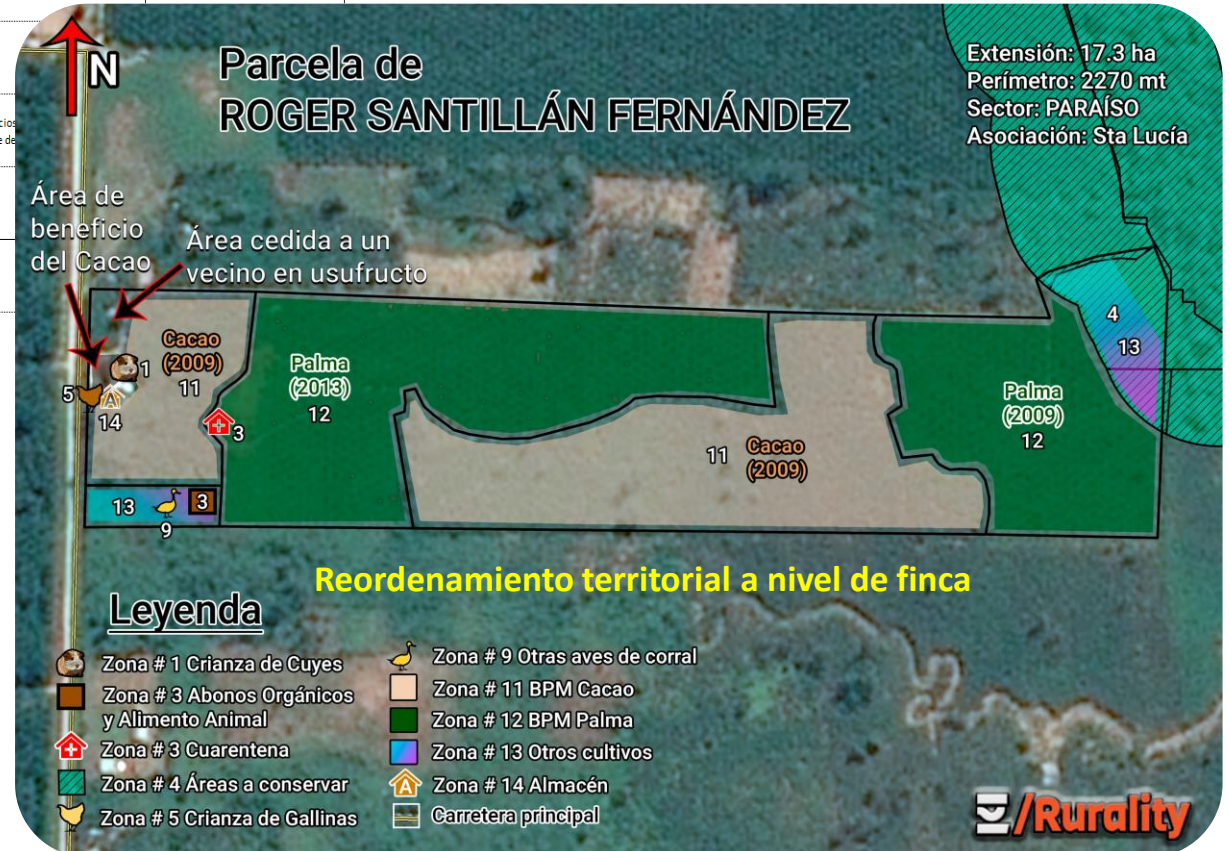 N
Parcela de
ROGER SANTILLÁN FERNÁNDEZ
Extensión: 17.3 ha
Perímetro: 2270 mt
Sector: PARAÍSO
Asociación: Sta Lucía
Área de
beneficio
del Cacao
Área cedida a un
vecino en usufructo
Cacao
(2009)
11
1
5
A
14
3
Palma
(2013)
12
11
Cacao
(2009)
Palma
(2009)
12
4
13
13
3
9
Reordenamiento territorial a nivel de finca
Leyenda
Zona # 1 Crianza de Cuyes
Zona # 3 Abonos Orgánicos
y Alimento Animal
Zona # 3 Cuarentena
Zona # 4 Áreas a conservar
Zona # 5 Crianza de Gallinas
Zona # 9 Otras aves de corral
Zona # 11 BPM Cacao
Zona # 12 BPM Palma
Zona # 13 Otros cultivos
A
Zona # 14 Almacén
Carretera principal
/Rurality